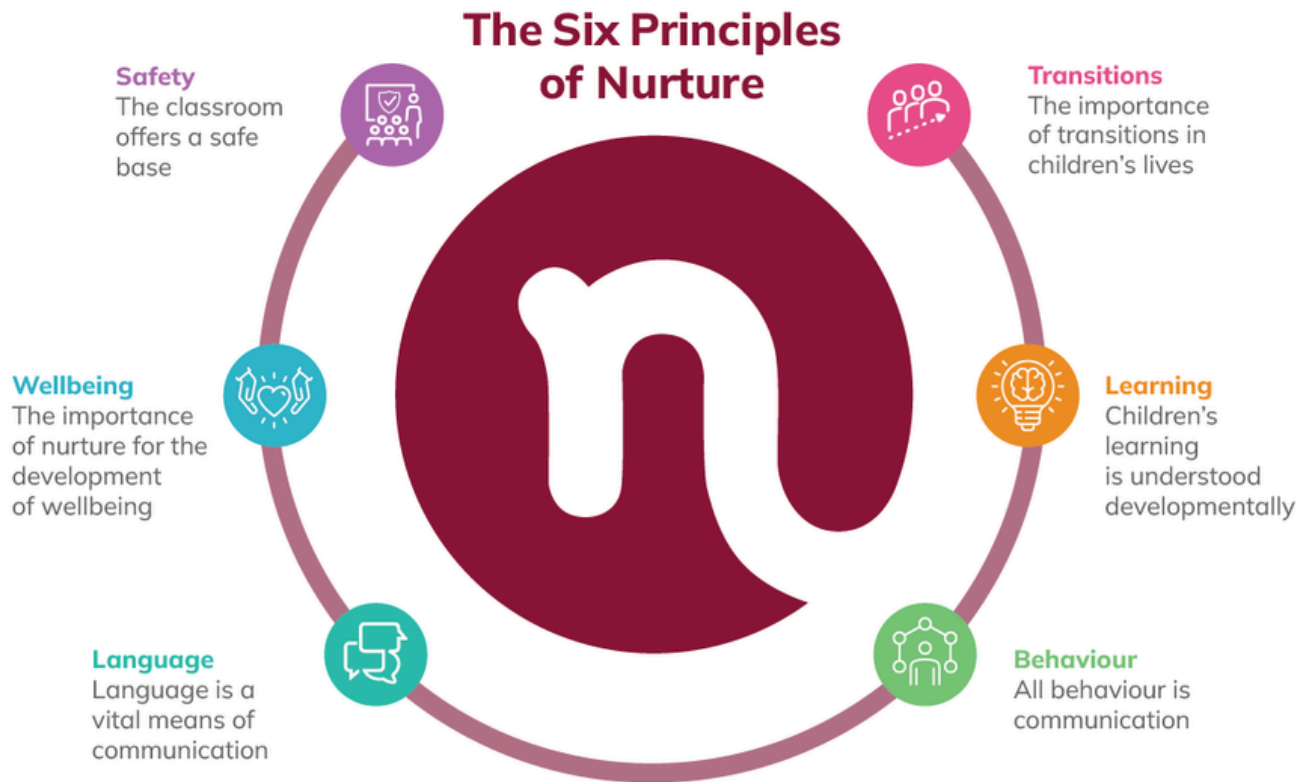 The Six Principles
of Nurture
Safety
The classroom
offers a safe
base
Transitions
The importance
of transitions in
children's lives
Wellbeing
The importance
of nurture for the
development
of wellbeing
Learning
Children's
learning
is understood
developmentally
Language
Language is a
vital means of
communication
Behaviour
All behaviour is
communication
n